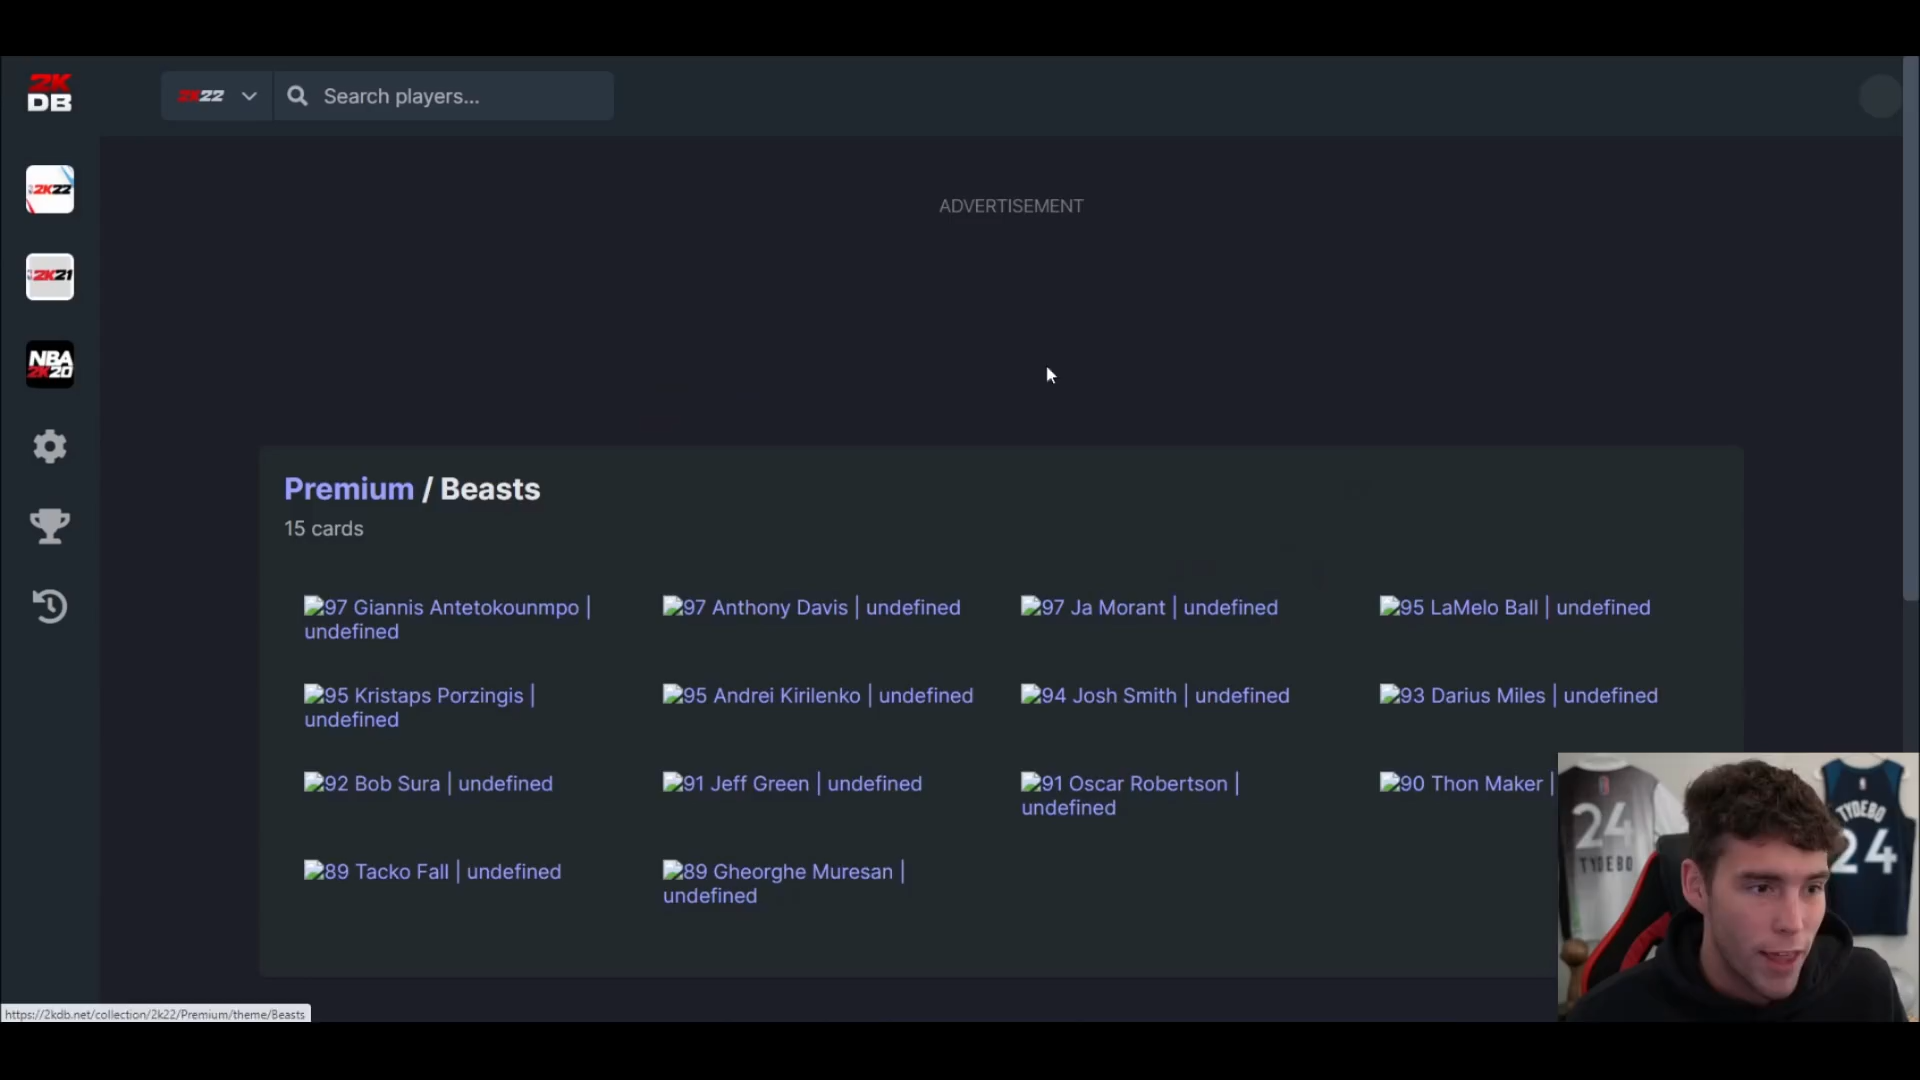 2K
DB
2K22
Search players...
2K22
2K21
NBA
2K20
ADVERTISEMENT
Premium / Beasts
15 cards
97 Giannis Antetokounmpo |
undefined
97 Anthony Davis | undefined
97 Ja Morant | undefined
95 LaMelo Ball | undefined
95 Kristaps Porzingis |
undefined
95 Andrei Kirilenko | undefined
94 Josh Smith | undefined
93 Darius Miles | undefined
92 Bob Sura | undefined
91 Jeff Green | undefined
91 Oscar Robertson |
undefined
90 Thon Maker |
89 Tacko Fall | undefined
89 Gheorghe Muresan |
undefined
24
TYDEBO
TYDEBO
24
https://2kdb.net/collection/2k22/Premium/theme/Beasts